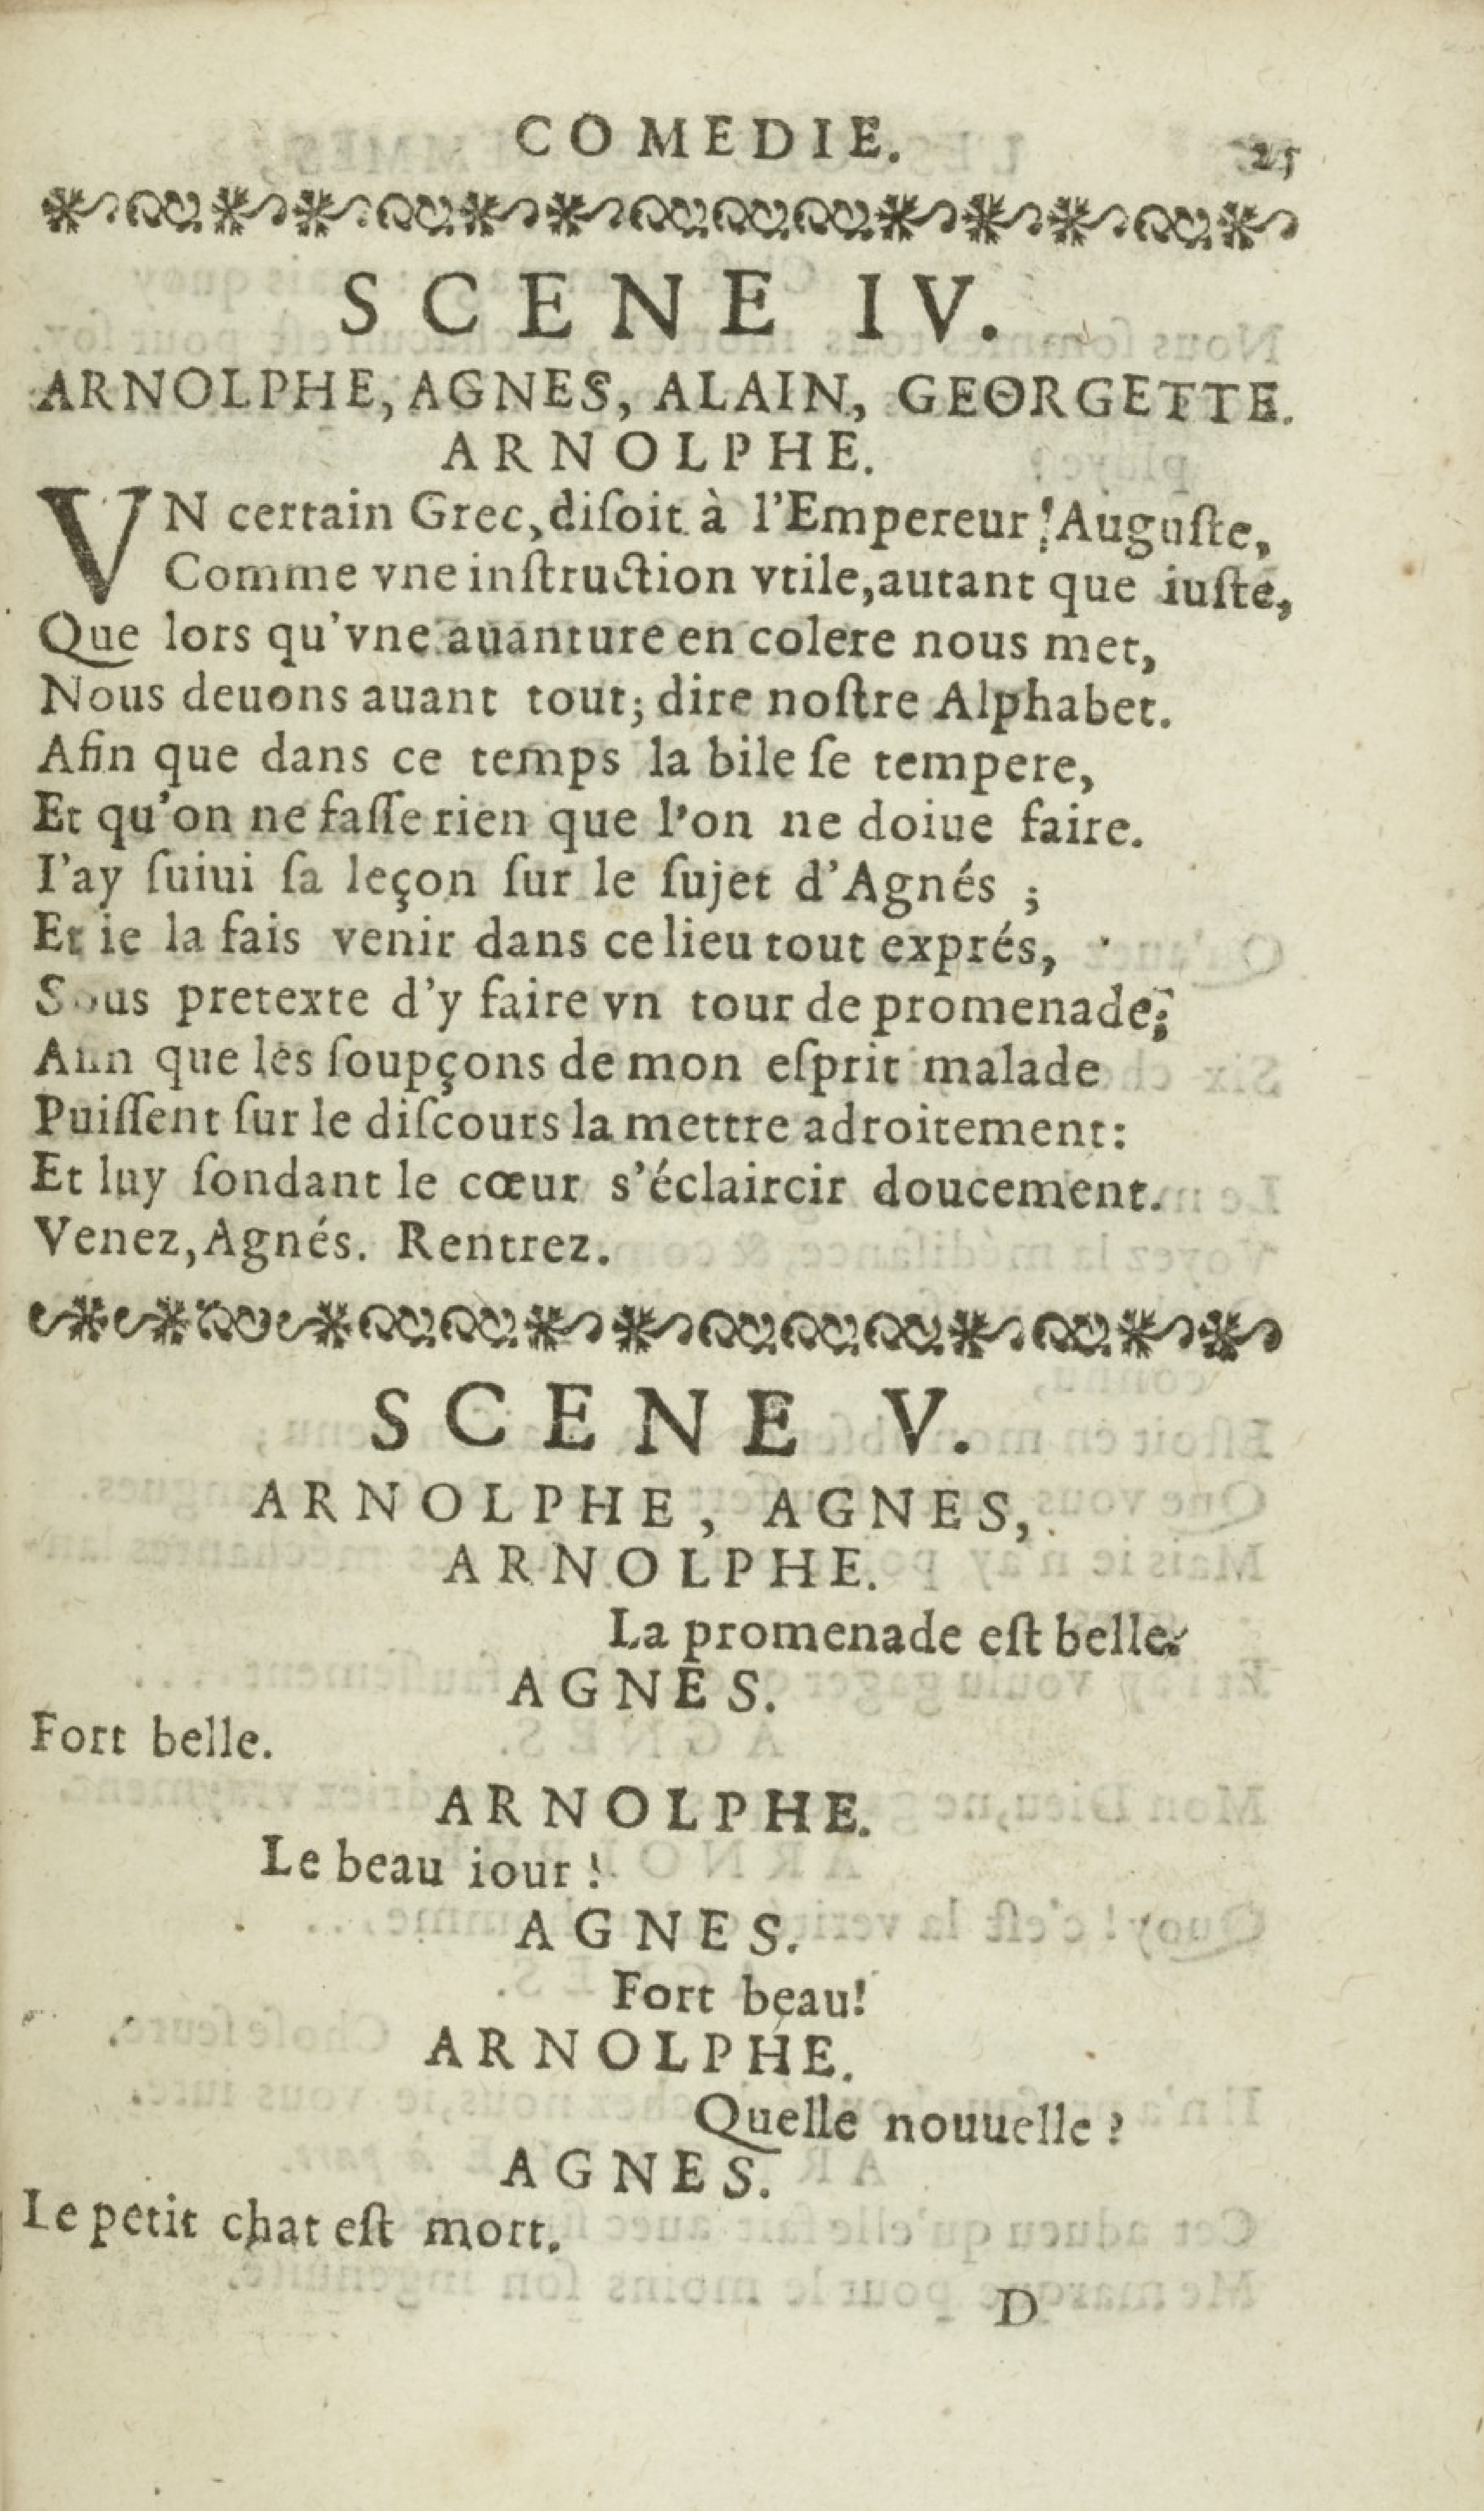 COMEDIE. 25
SCENE IV.
ARNOLPHE, AGNES, ALAIN, GEORGETTE.
ARNOLPHE.
VN certain Grec, diſoit à l'Empereur Auguſte,
Comme vne inſtruction vtile, autant que iuſte,
Que lors qu'vne auanture en colere nous met,
Nous deuons auant tout; dire noſtre Alphabet.
Afin que dans ce temps la bile ſe tempere,
Et qu'on ne faſſe rien que l'on ne doiue faire.
I'ay ſuiui ſa leçon ſur le ſujet d'Agnés ;
Et ie la fais venir dans ce lieu tout exprés,
Sous pretexte d'y faire vn tour de promenade;
Afin que les ſoupçons de mon eſprit malade
Puiſſent ſur le diſcours la mettre adroitement:
Et luy ſondant le cœur s'éclaircir doucement.
Venez, Agnés. Rentrez.
SCENE V.
ARNOLPHE, AGNES,
ARNOLPHE.
La promenade eſt belle.
AGNES.
Fort belle.
ARNOLPHE.
Le beau iour !
AGNES.
Fort beau!
ARNOLPHE.
Quelle nouuelle ?
AGNES.
Le petit chat eſt mort.
D